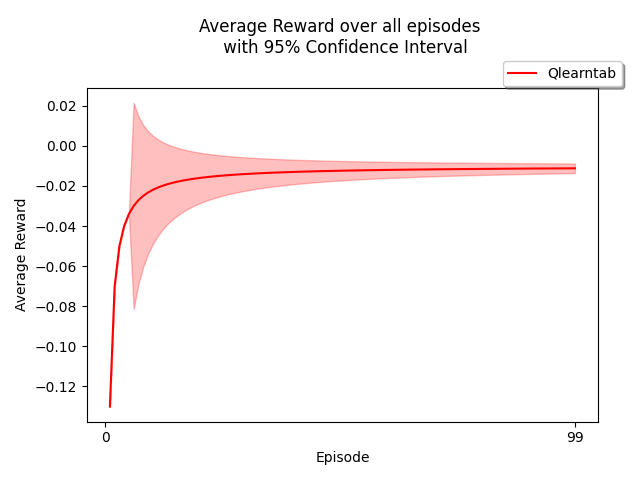 Average Reward over all episodes
with 95% Confidence Interval
Qlearntab
0.02
0.00
−0.02
−0.04
−0.06
−0.08
−0.10
−0.12
Average Reward
0
99
Episode